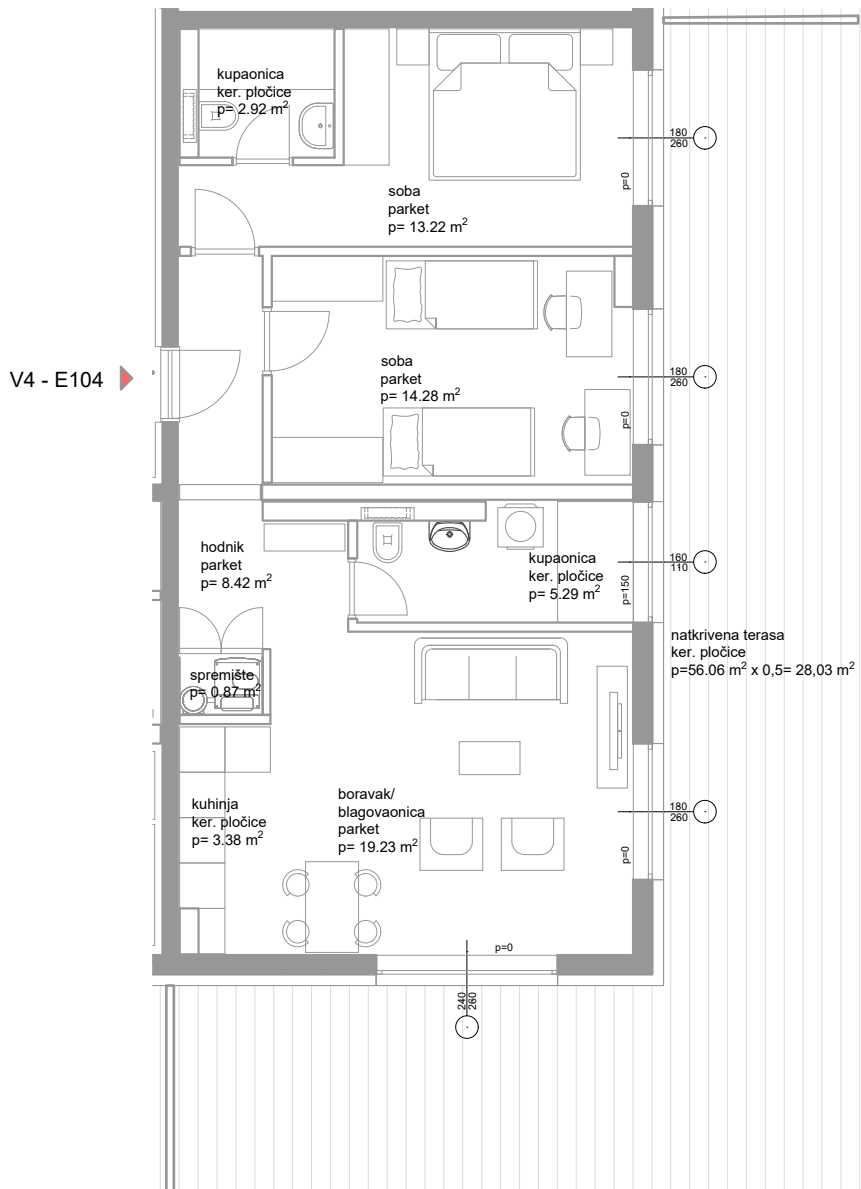 kupaonica
ker. pločice
p= 2.92 m²
180
260
p=0
soba
parket
p= 13.22 m²
V4 - E104
soba
parket
p= 14.28 m²
180
260
p=0
hodnik
parket
p= 8.42 m²
kupaonica
ker. pločice
p= 5.29 m²
160
110
p=150
natkrivena terasa
ker. pločice
p=56.06 m² x 0,5= 28,03 m²
spremište
p= 0.87 m²
kuhinja
ker. pločice
p= 3.38 m²
boravak/
blagovaonica
parket
p= 19.23 m²
180
260
p=0
p=0
240
260